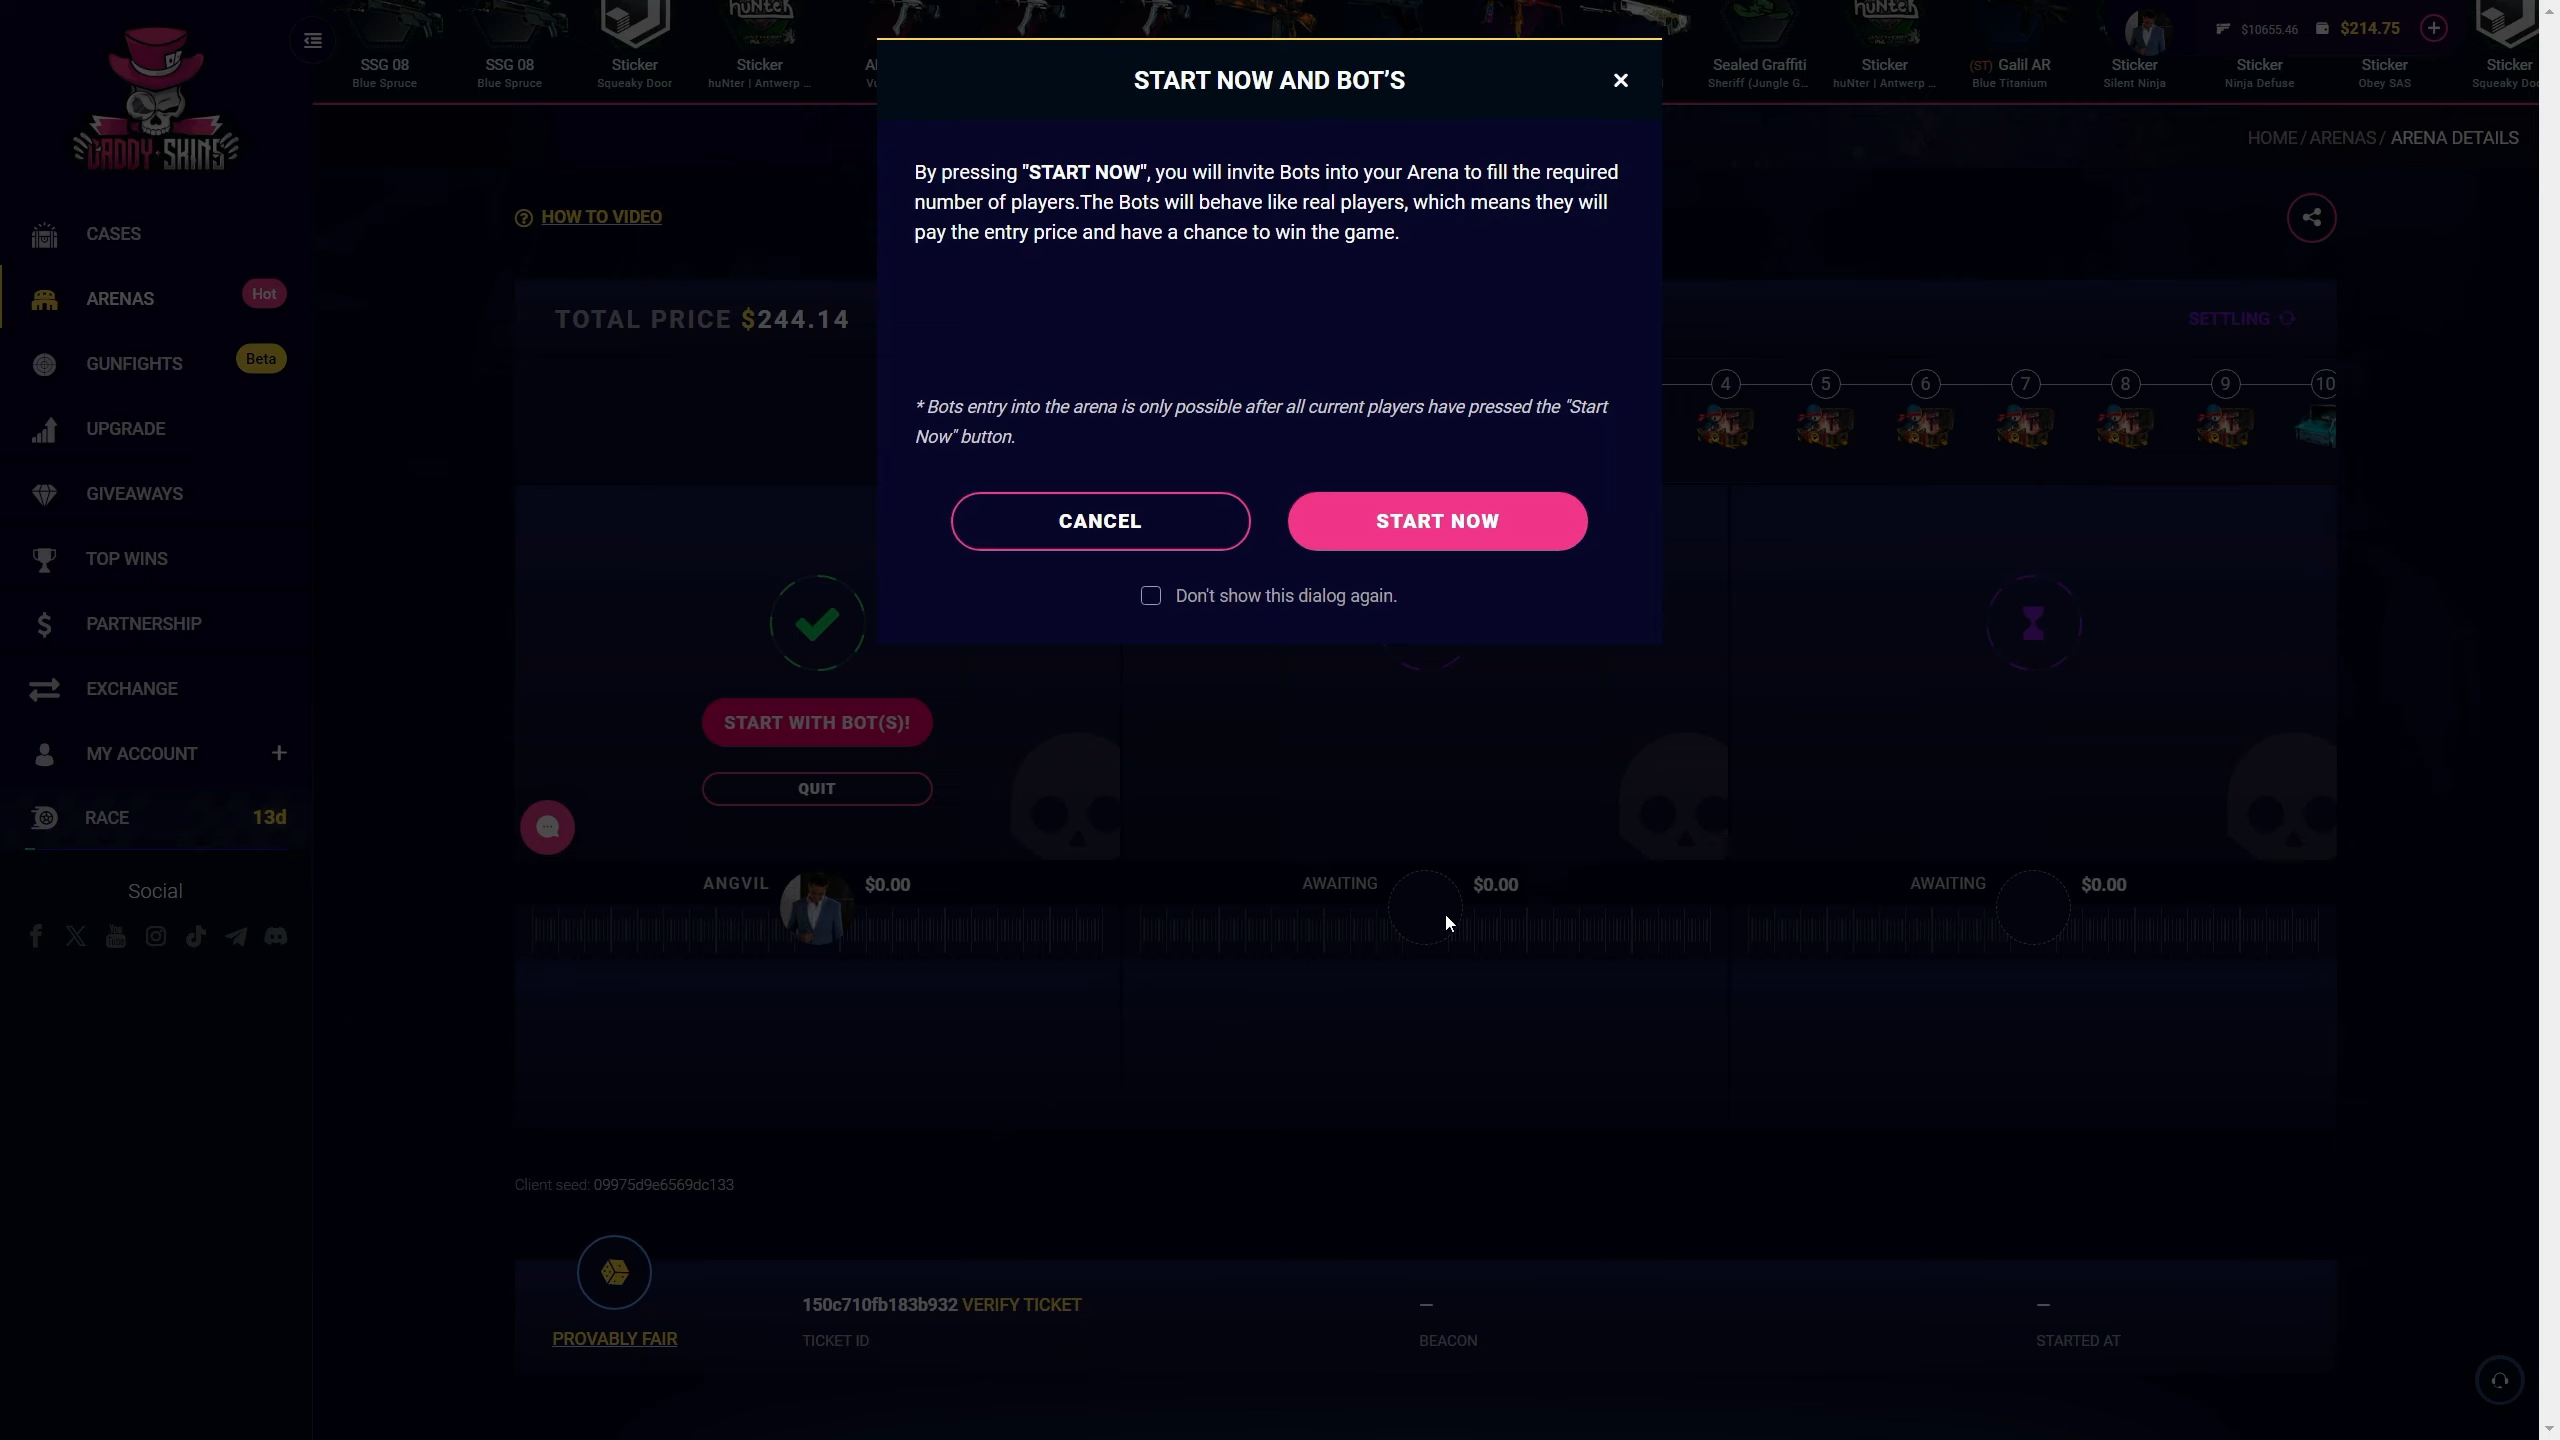 DADDY SKINS
SSG 08
Blue Spruce
SSG 08
Blue Spruce
Sticker
Squeaky Door
Sticker
huNter | Antwerp ...
Sealed Graffiti
Sheriff (Jungle G...
Sticker
huNter | Antwerp ...
(ST) Galil AR
Blue Titanium
Sticker
Silent Ninja
Sticker
Ninja Defuse
Sticker
Obey SAS
Sticker
Squeaky Doo
$10655.46
$214.75
HOME / ARENAS / ARENA DETAILS
CASES
ARENAS
Hot
GUNFIGHTS
Beta
UPGRADE
GIVEAWAYS
TOP WINS
PARTNERSHIP
EXCHANGE
MY ACCOUNT
RACE
13d
Social
HOW TO VIDEO
TOTAL PRICE $244.14
SETTLING
4
5
6
7
8
9
10
START NOW AND BOT'S
By pressing "START NOW", you will invite Bots into your Arena to fill the required
number of players.The Bots will behave like real players, which means they will
pay the entry price and have a chance to win the game.
* Bots entry into the arena is only possible after all current players have pressed the "Start
Now" button.
CANCEL
START NOW
Don't show this dialog again.
START WITH BOT(S)!
QUIT
ANGVIL
$0.00
AWAITING
$0.00
AWAITING
$0.00
Client seed: 09975d9e6569dc133
PROVABLY FAIR
150c710fb183b932 VERIFY TICKET
TICKET ID
—
BEACON
—
STARTED AT